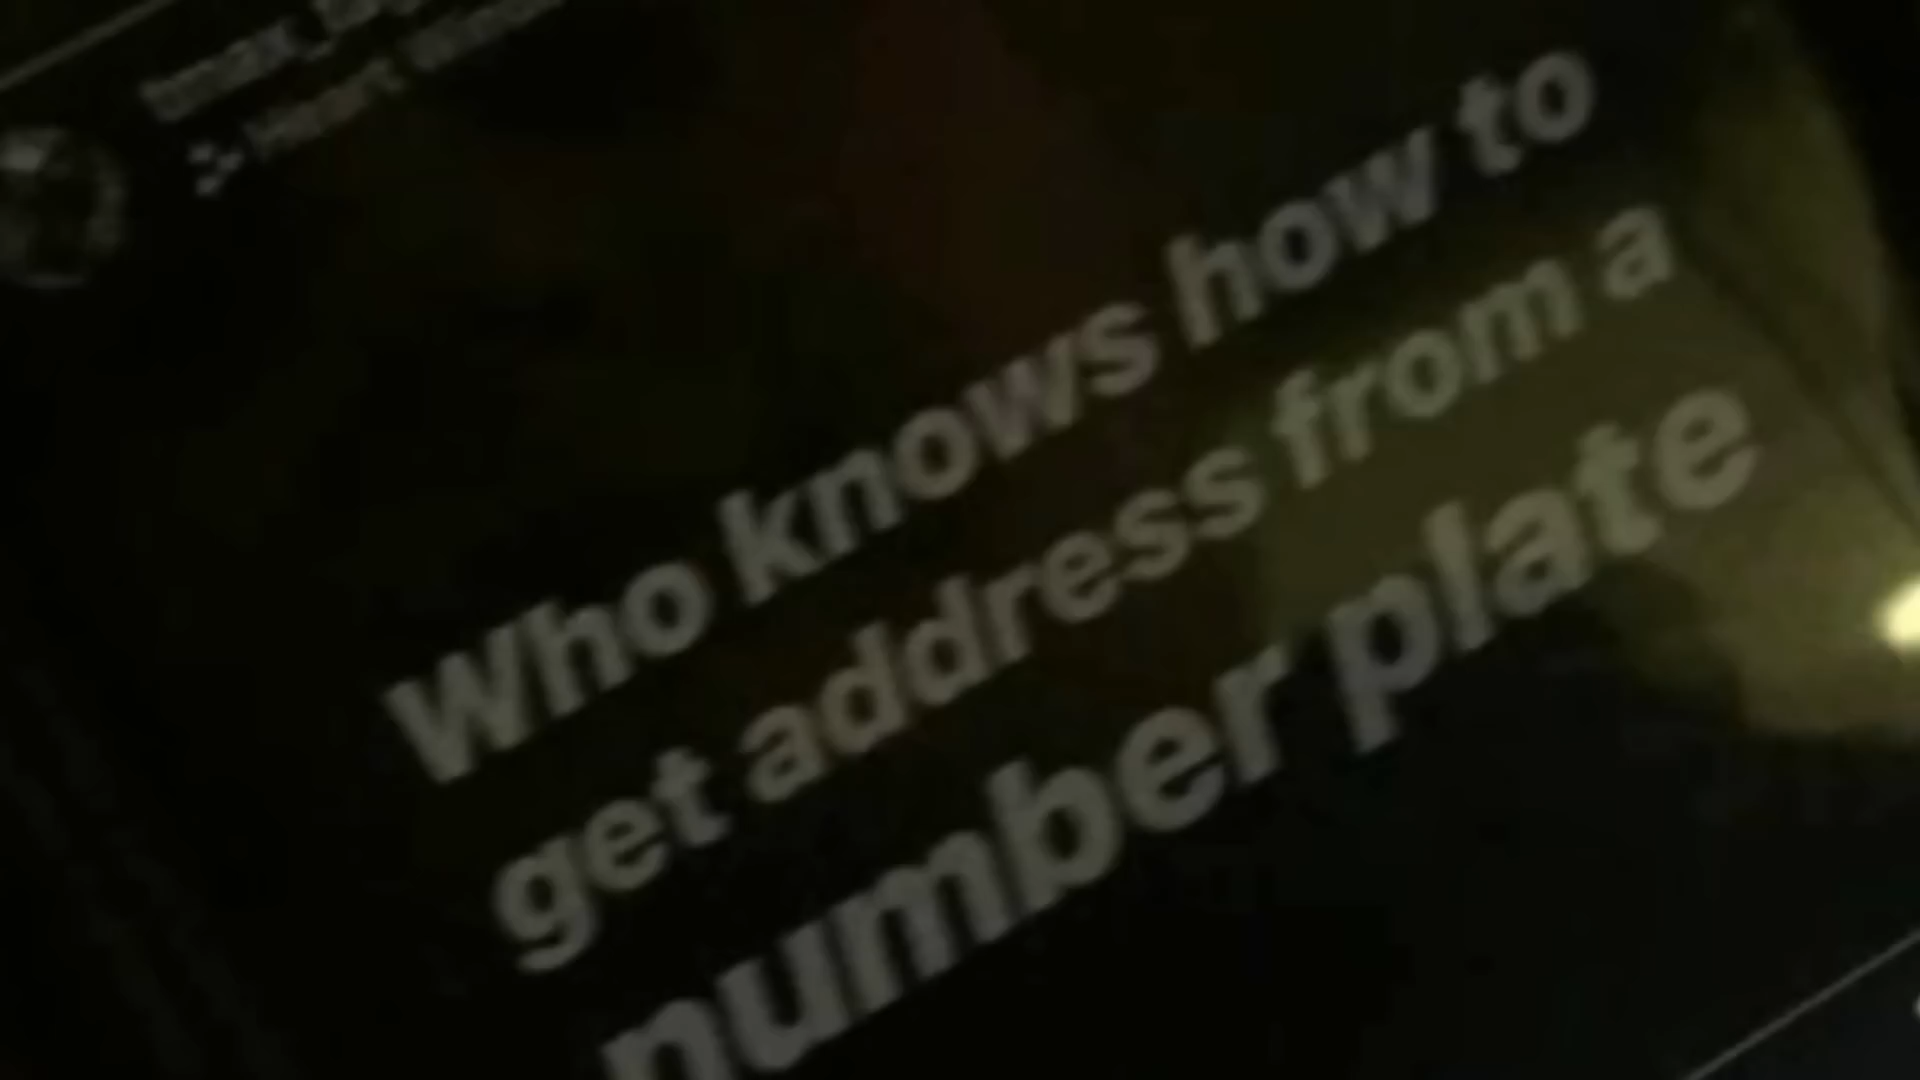 Who knows how to
get address from a
number plate